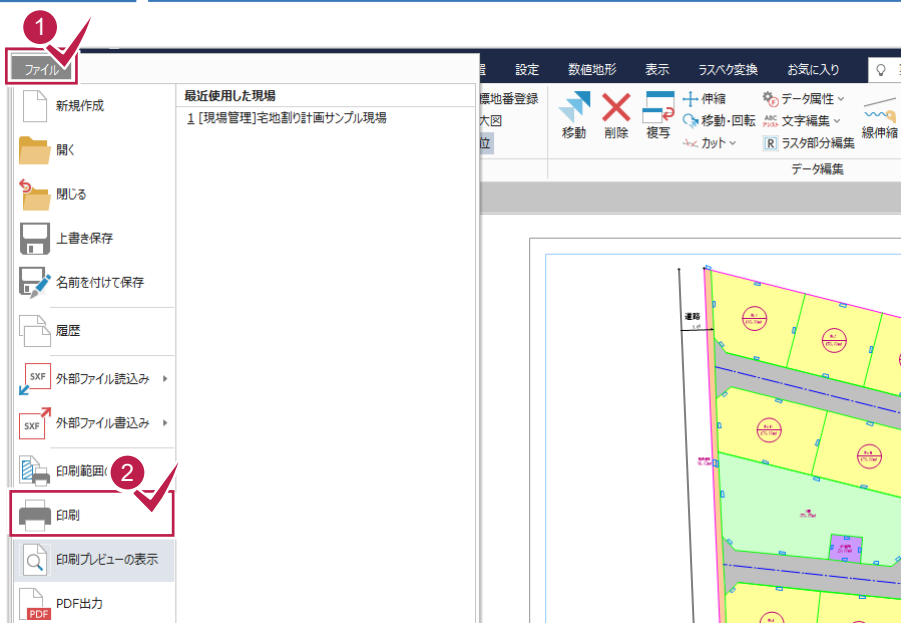 1
ファイル
設定 数値地形 表示 ラスベク変換 お気に入り
最近使用した現場
1 [現場管理]宅地割り計画サンプル現場
新規作成
開く
閉じる
上書き保存
名前を付けて保存
履歴
SXF 外部ファイル読込み
SXF 外部ファイル書込み
印刷範囲
2
印刷
印刷プレビューの表示
PDF PDF出力
標地番登録
大図
位
移動 削除 複写
伸縮
移動・回転
カット
データ属性
ABC 文字編集
R ラスタ部分編集
線伸縮
データ編集
道路